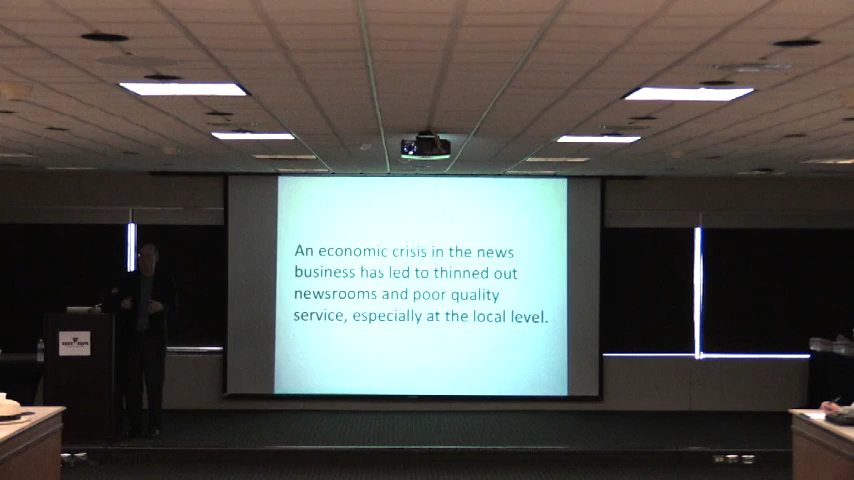 An economic crisis in the news
business has led to thinned out
newsrooms and poor quality
service, especially at the local level.